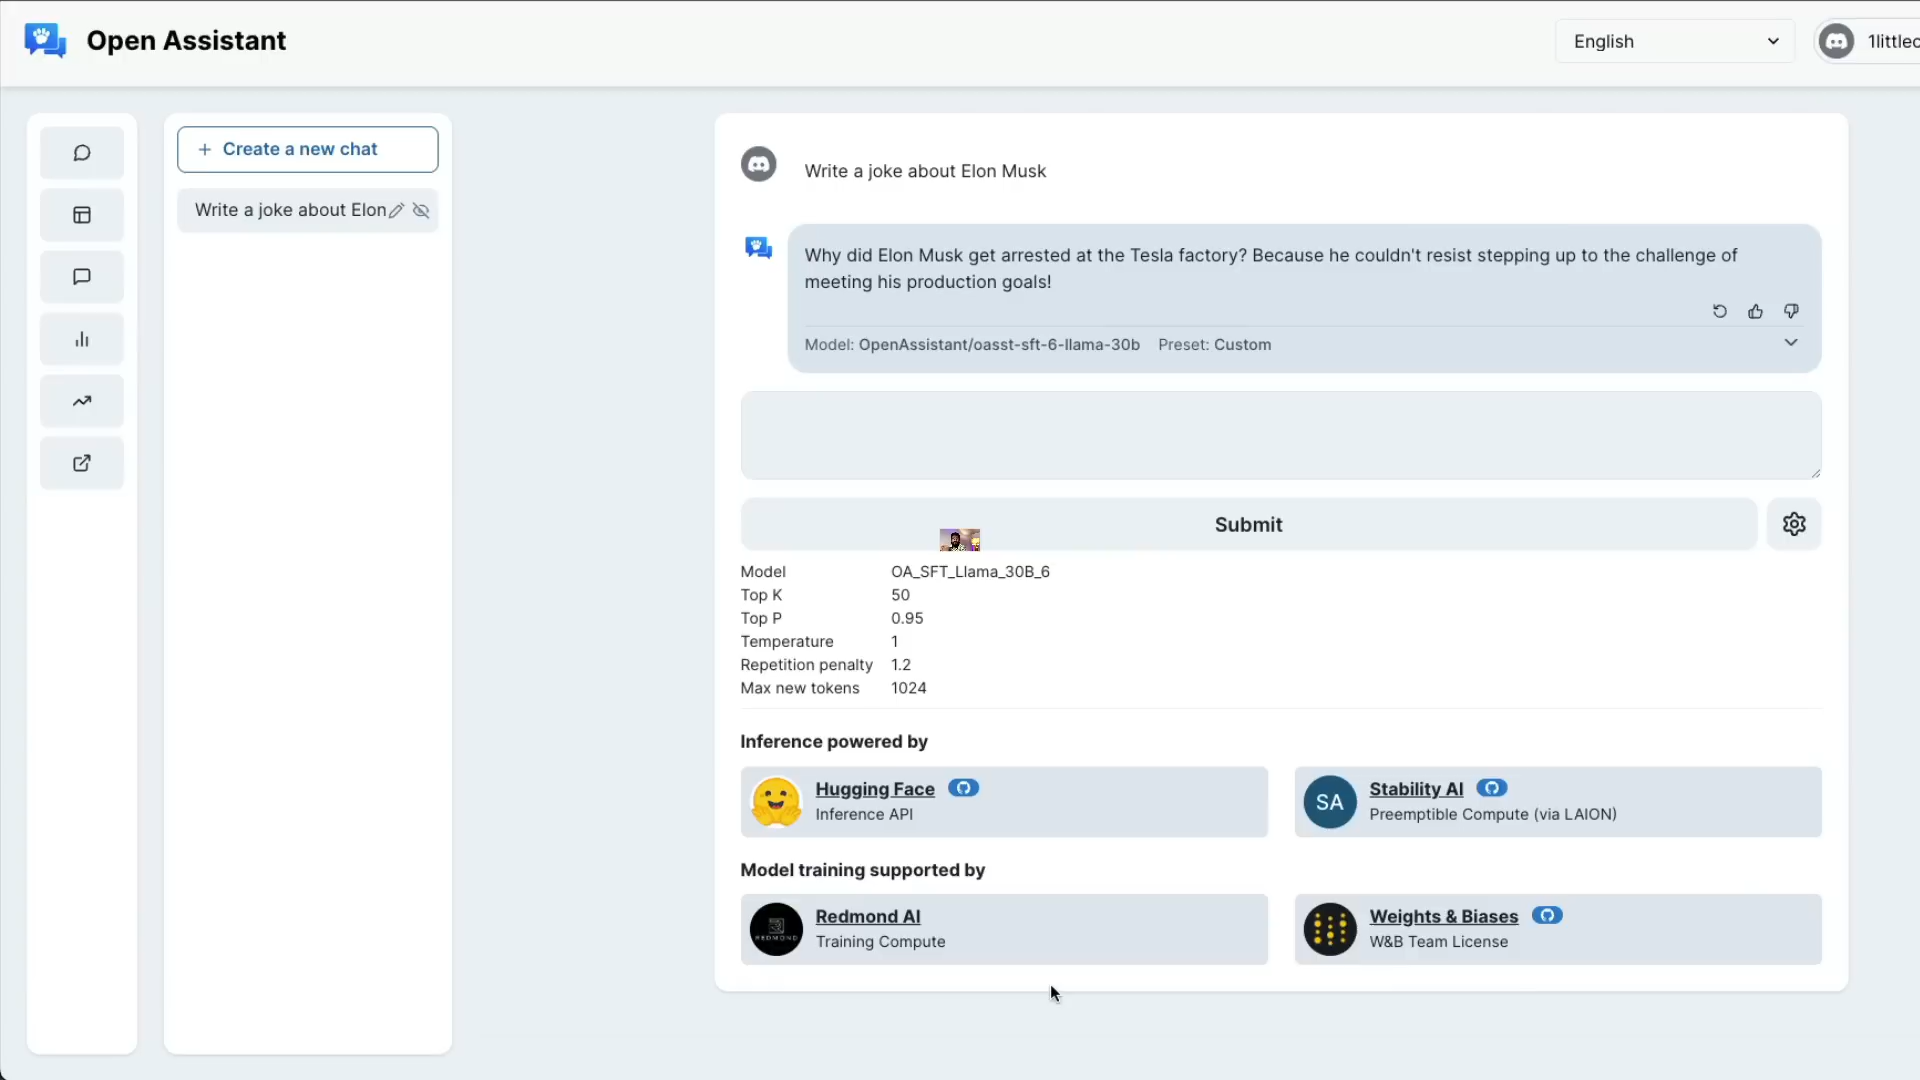 Open Assistant
English
1littlec
+ Create a new chat
Write a joke about Elon
Write a joke about Elon Musk
Why did Elon Musk get arrested at the Tesla factory? Because he couldn't resist stepping up to the challenge of
meeting his production goals!
Model: OpenAssistant/oasst-sft-6-llama-30b Preset: Custom
Submit
Model OA_SFT_Llama_30B_6
Top K 50
Top P 0.95
Temperature 1
Repetition penalty 1.2
Max new tokens 1024
Inference powered by
Hugging Face
Inference API
SA
Stability AI
Preemptible Compute (via LAION)
Model training supported by
REDMOND
Redmond AI
Training Compute
Weights & Biases
W&B Team License